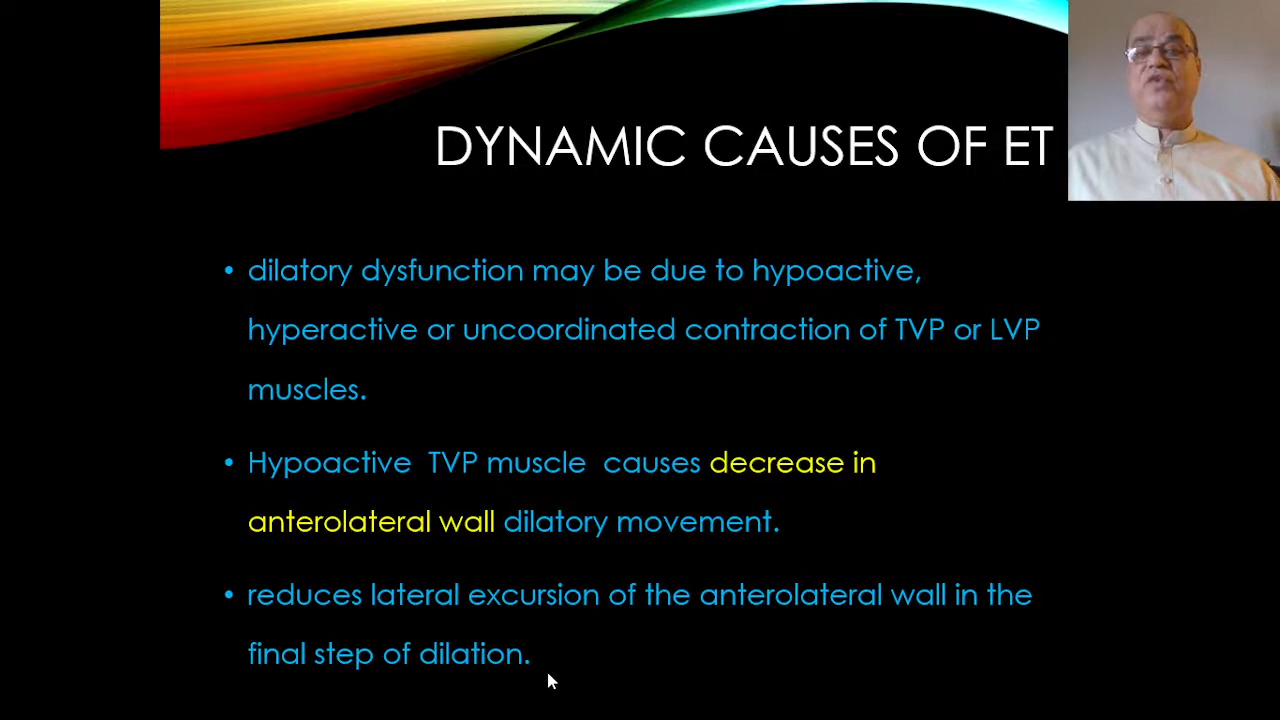 DYNAMIC CAUSES OF ET
• dilatory dysfunction may be due to hypoactive,
hyperactive or uncoordinated contraction of TVP or LVP
muscles.
• Hypoactive TVP muscle causes decrease in
anterolateral wall dilatory movement.
• reduces lateral excursion of the anterolateral wall in the
final step of dilation.